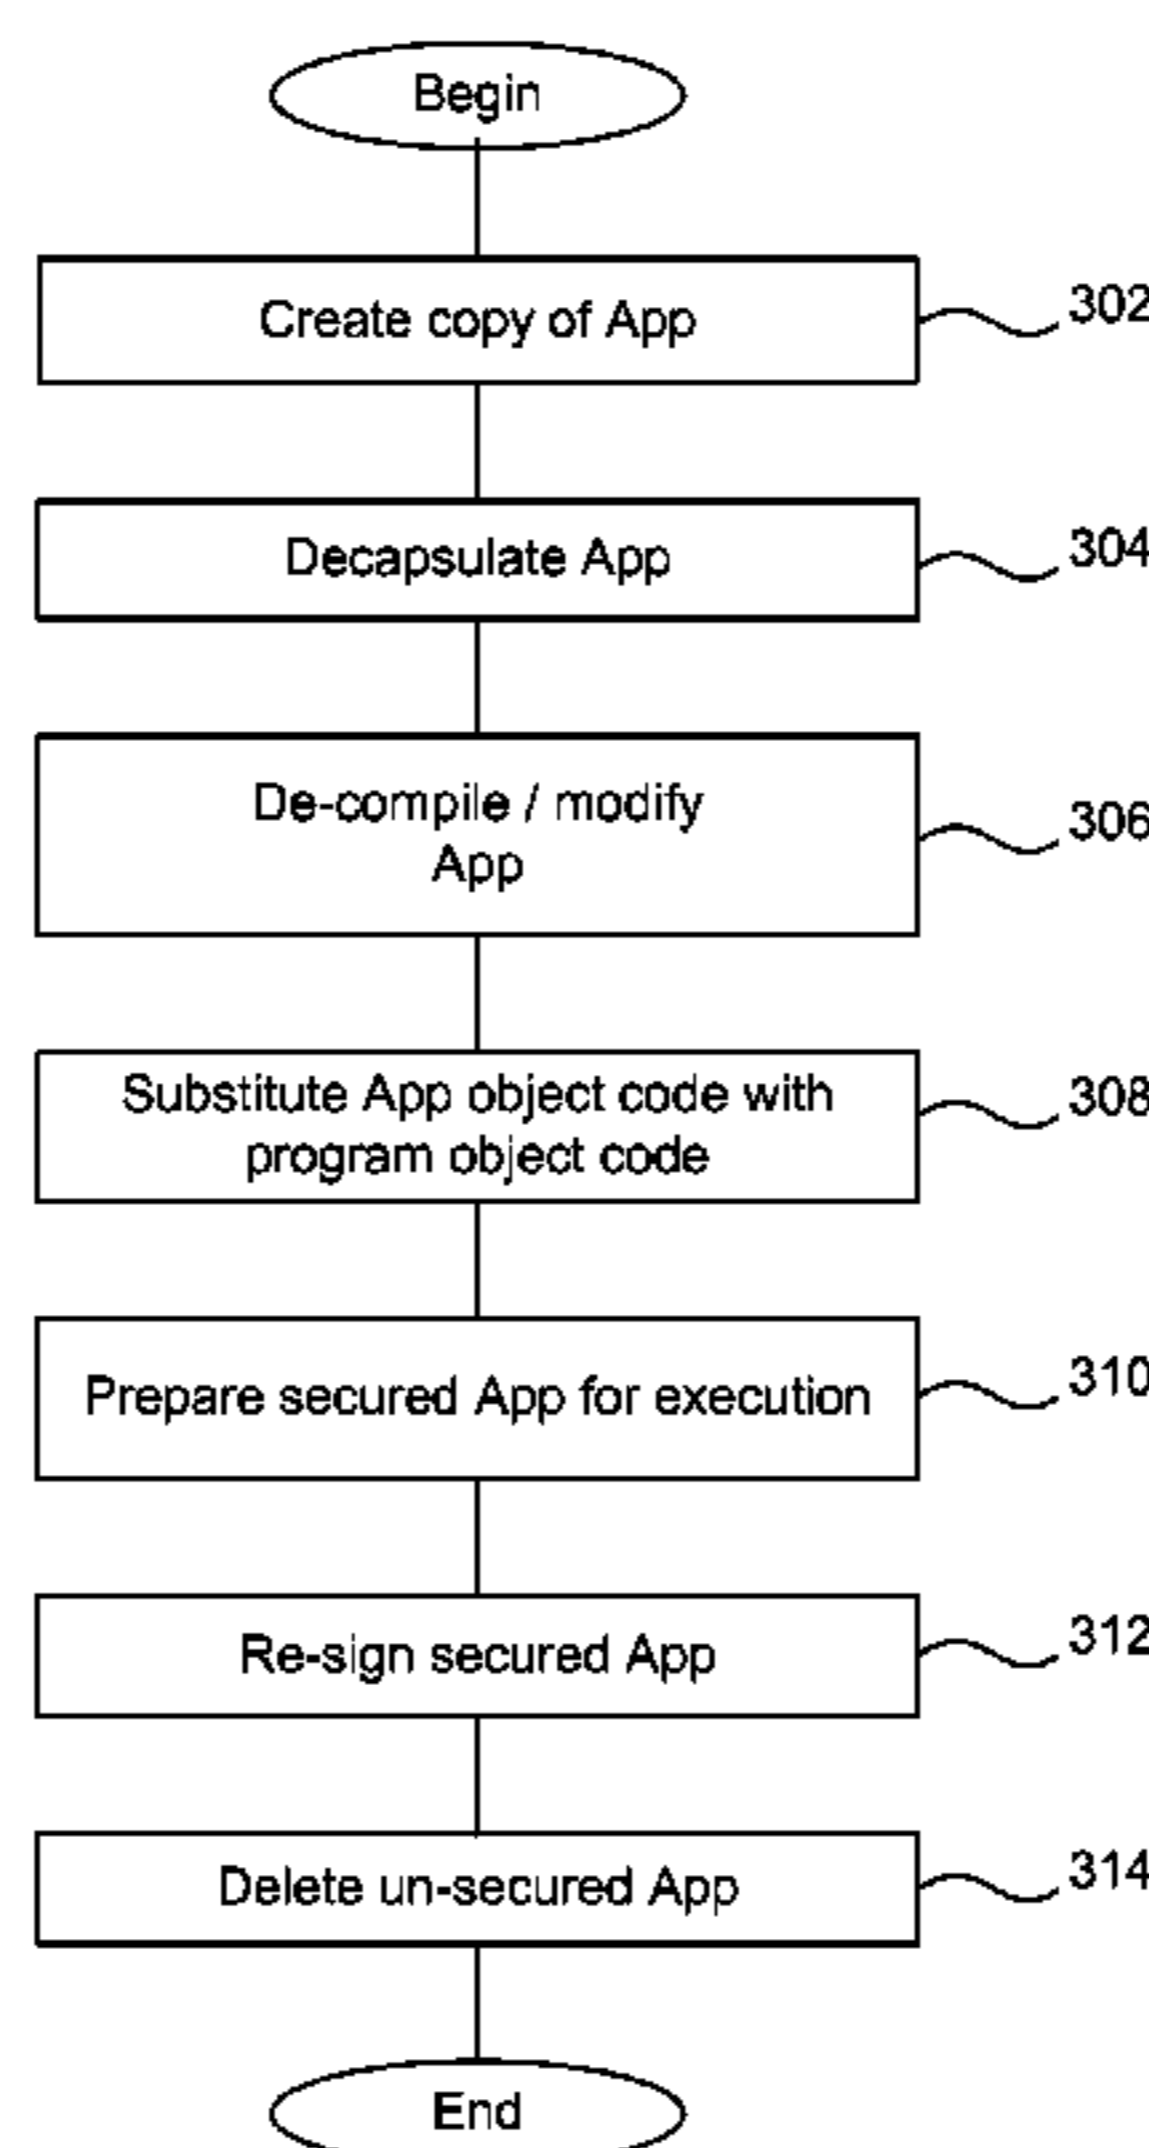 Begin
Create copy of App
302
Decapsulate App
304
De-compile / modify
App
306
Substitute App object code with
program object code
308
Prepare secured App for execution
310
Re-sign secured App
312
Delete un-secured App
314
End